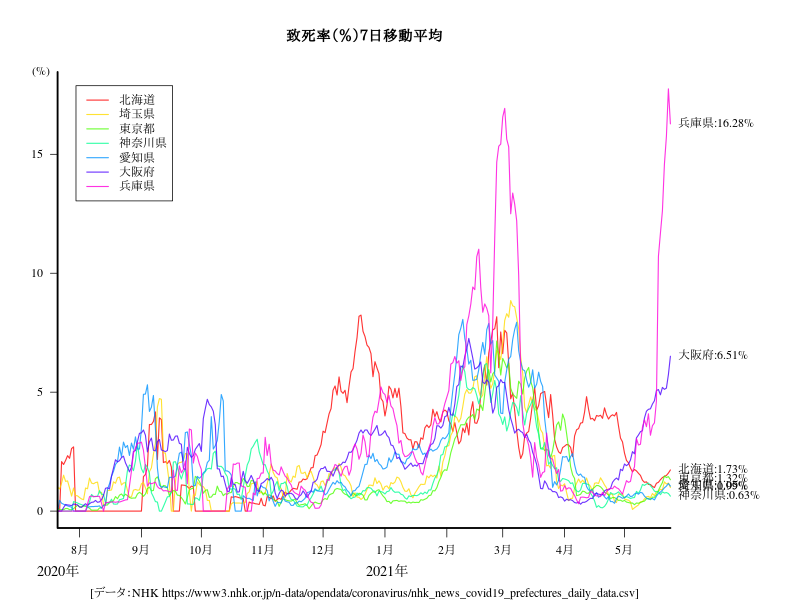 致死率(%)7日移動平均
(%)
北海道
埼玉県
東京都
神奈川県
愛知県
大阪府
兵庫県
15
10
5
0
兵庫県:16.28%
大阪府:6.51%
北海道:1.73%
東京都:1.32%
神奈川県:0.63%
8月 9月 10月 11月 12月 1月 2月 3月 4月 5月
2020年 2021年
[データ:NHK https://www3.nhk.or.jp/n-data/opendata/coronavirus/nhk_news_covid19_prefectures_daily_data.csv]